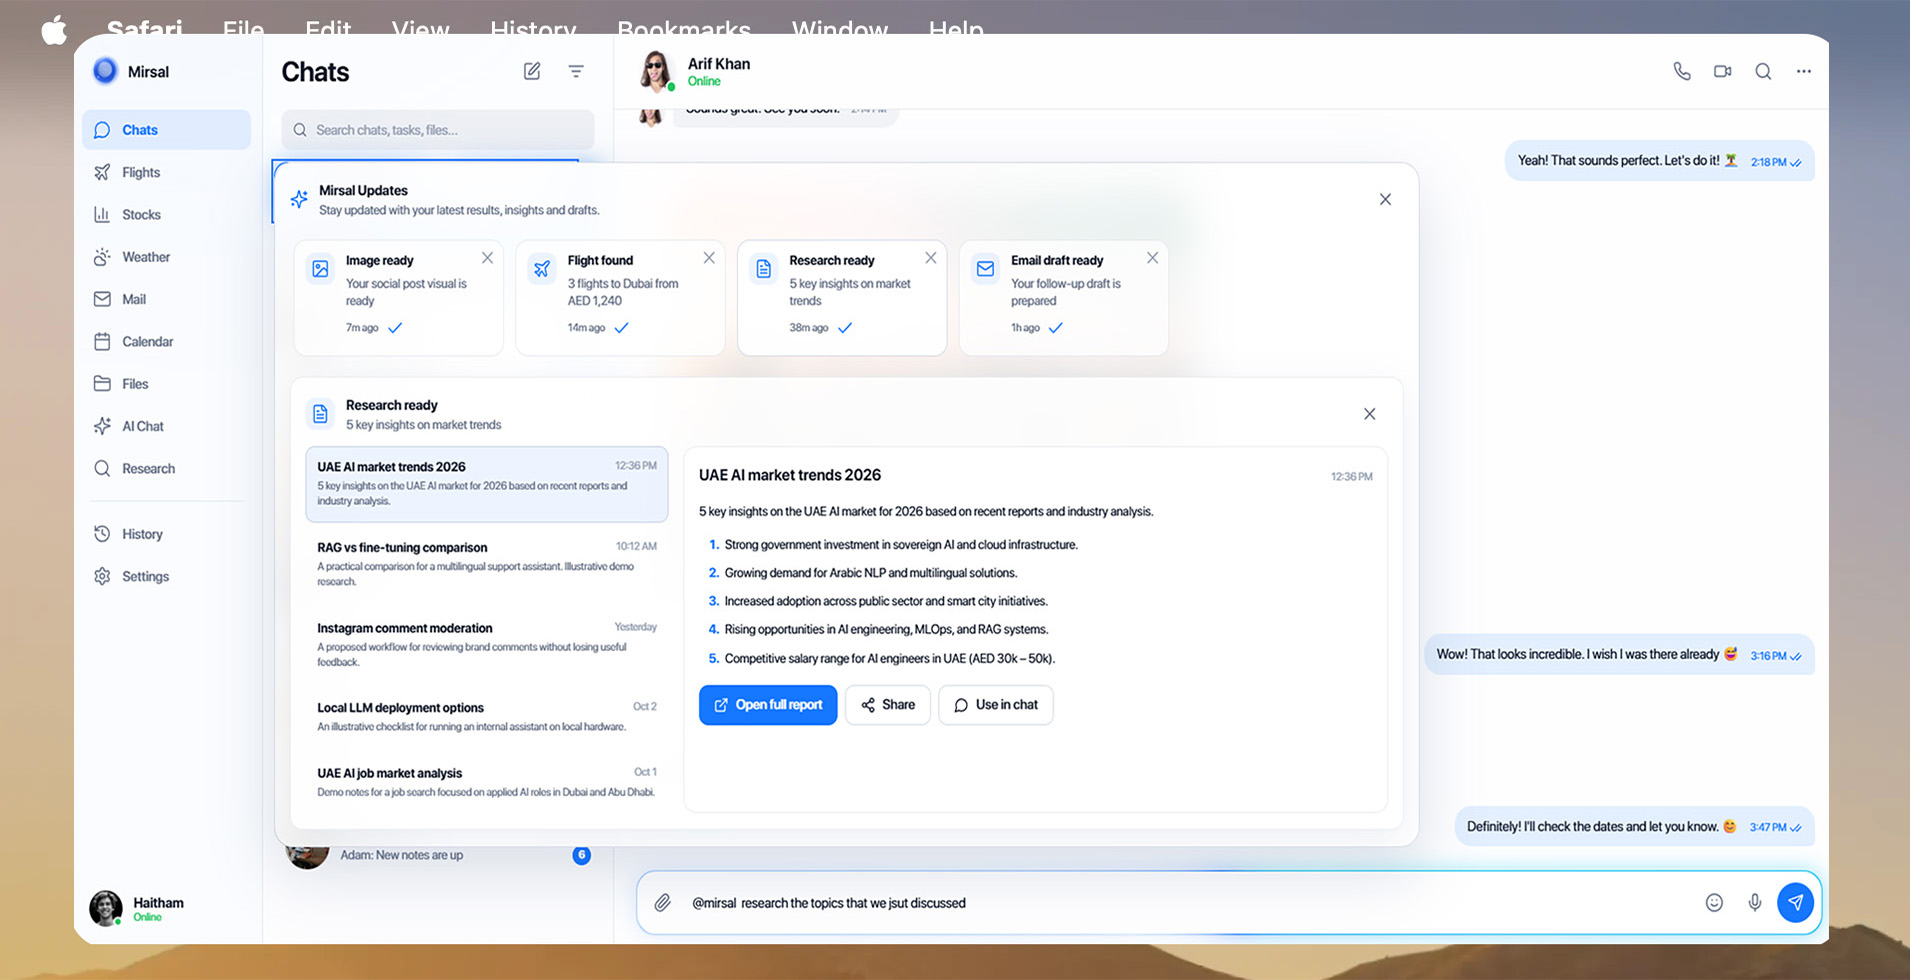 Safari File Edit View History Bookmarks Window Help
Mirsal
Chats
Flights
Stocks
Weather
Mail
Calendar
Files
AI Chat
Research
History
Settings
Haitham
Online
Chats
Search chats, tasks, files...
Arif Khan
Online
Sounds great! See you soon. 2:14 PM
Yeah! That sounds perfect. Let's do it! 🏝️ 2:18 PM
Mirsal Updates
Stay updated with your latest results, insights and drafts.
Image ready
Your social post visual is
ready
7m ago
Flight found
3 flights to Dubai from
AED 1,240
14m ago
Research ready
5 key insights on market
trends
38m ago
Email draft ready
Your follow-up draft is
prepared
1h ago
Research ready
5 key insights on market trends
UAE AI market trends 2026 12:36 PM
5 key insights on the UAE AI market for 2026 based on recent reports and
industry analysis.
RAG vs fine-tuning comparison 10:12 AM
A practical comparison for a multilingual support assistant. Illustrative demo
research.
Instagram comment moderation Yesterday
A proposed workflow for reviewing brand comments without losing useful
feedback.
Local LLM deployment options Oct 2
An illustrative checklist for running an internal assistant on local hardware.
UAE AI job market analysis Oct 1
Demo notes for a job search focused on applied AI roles in Dubai and Abu Dhabi.
UAE AI market trends 2026 12:36 PM
5 key insights on the UAE AI market for 2026 based on recent reports and industry analysis.
1. Strong government investment in sovereign AI and cloud infrastructure.
2. Growing demand for Arabic NLP and multilingual solutions.
3. Increased adoption across public sector and smart city initiatives.
4. Rising opportunities in AI engineering, MLOps, and RAG systems.
5. Competitive salary range for AI engineers in UAE (AED 30k – 50k).
Open full report
Share
Use in chat
Wow! That looks incredible. I wish I was there already 😅 3:16 PM
Definitely! I'll check the dates and let you know. 😊 3:47 PM
Adam: New notes are up 6
@mirsal research the topics that we jsut discussed